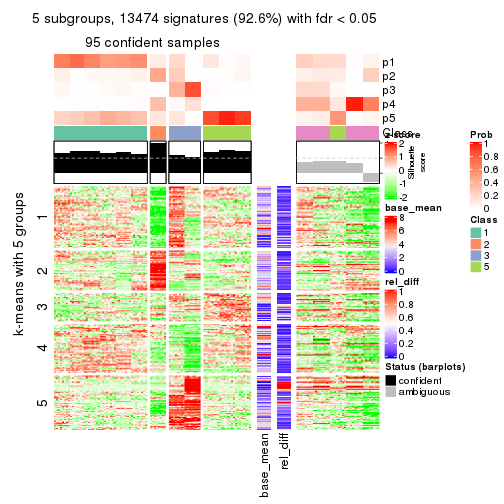 5 subgroups, 13474 signatures (92.6%) with fdr < 0.05
95 confident samples
p1
p2
p3
p4
p5
Class
Silhouette
score
k-means with 5 groups
1
2
3
4
5
base_mean
rel_diff
z-score
2
1
0
-1
-2
base_mean
8
6
4
2
0
rel_diff
1
0.8
0.6
0.4
0.2
0
Status (barplots)
confident
ambiguous
Prob
1
0.8
0.6
0.4
0.2
0
Class
1
2
3
5